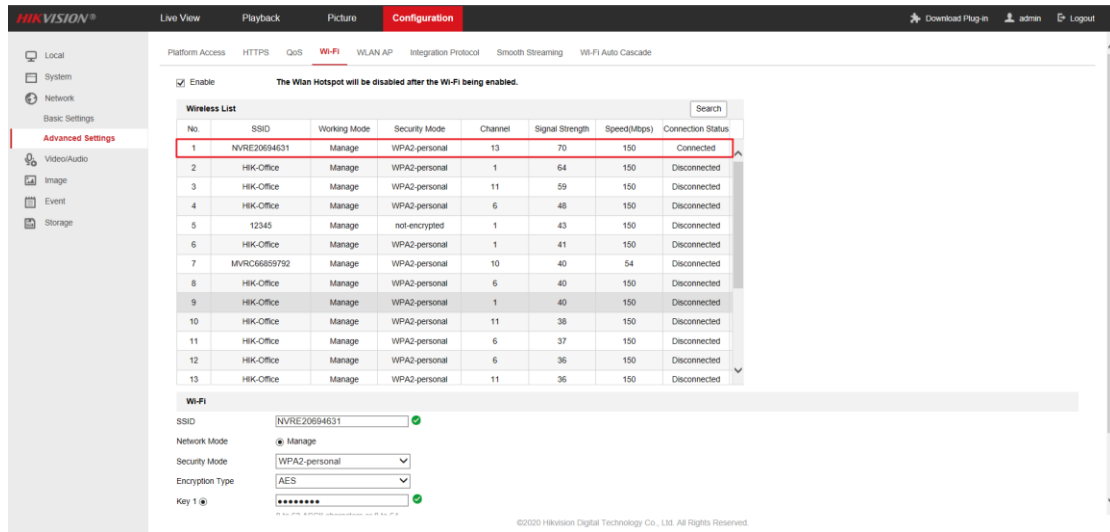 HIKVISION® Live View Playback Picture Configuration Download Plug-in admin Logout
Local
System
Network
Basic Settings
Advanced Settings
Video/Audio
Image
Event
Storage
Platform Access HTTPS QoS Wi-Fi WLAN AP Integration Protocol Smooth Streaming WI-Fi Auto Cascade
Enable The Wlan Hotspot will be disabled after the Wi-Fi being enabled.
Wireless List Search
No. SSID Working Mode Security Mode Channel Signal Strength Speed(Mbps) Connection Status
1 NVRE20694631 Manage WPA2-personal 13 70 150 Connected
2 HIK-Office Manage WPA2-personal 1 64 150 Disconnected
3 HIK-Office Manage WPA2-personal 11 59 150 Disconnected
4 HIK-Office Manage WPA2-personal 6 48 150 Disconnected
5 12345 Manage not-encrypted 1 43 150 Disconnected
6 HIK-Office Manage WPA2-personal 1 41 150 Disconnected
7 MVRC66859792 Manage WPA2-personal 10 40 54 Disconnected
8 HIK-Office Manage WPA2-personal 6 40 150 Disconnected
9 HIK-Office Manage WPA2-personal 1 40 150 Disconnected
10 HIK-Office Manage WPA2-personal 11 38 150 Disconnected
11 HIK-Office Manage WPA2-personal 6 37 150 Disconnected
12 HIK-Office Manage WPA2-personal 6 36 150 Disconnected
13 HIK-Office Manage WPA2-personal 11 36 150 Disconnected
Wi-Fi
SSID NVRE20694631
Network Mode Manage
Security Mode WPA2-personal
Encryption Type AES
Key 1 ••••••••
©2020 Hikvision Digital Technology Co., Ltd. All Rights Reserved.